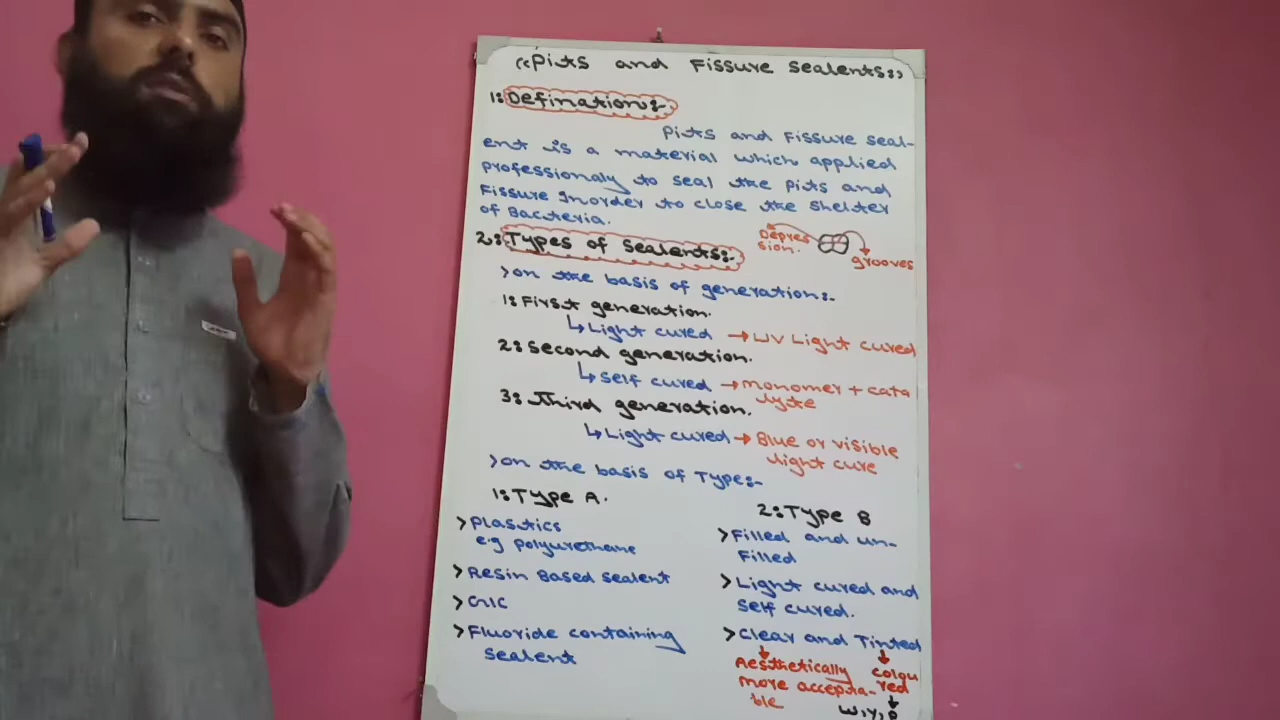 “Pits and Fissure Sealents:”
1: Defination:-
Pits and Fissure seal-
ent is a material which applied
professionaly to seal the pits and
Fissure Inorder to close the shelter
of Bacteria.
Depres
sion.
grooves
2: Types of Sealents:-
>on the basis of generation:-
1: First generation.
↳Light cured → UV Light cured
2: Second generation.
↳Self cured → monomer + cata
lyte
3: Third generation.
↳Light cured → Blue or visible
light cure
>on the basis of Type:-
1: Type A.
> Plastics
e.g polyurethane
> Resin Based sealent
> GIC
> Fluoride containing
sealent
2: Type B
> Filled and un-
Filled
> Light cured and
self cured.
> Clear and Tinted
Aesthetically
more accepta-
ble
colou
red
W,Y,P